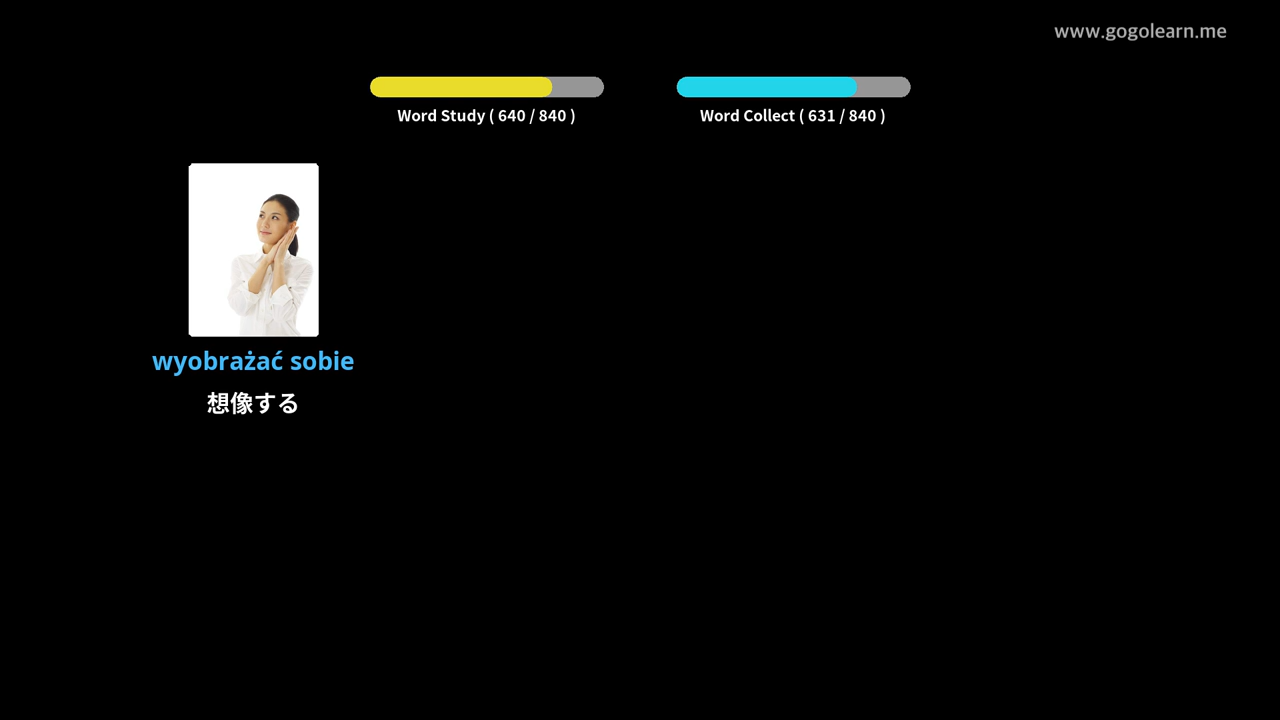 www.gogolearn.me
Word Study ( 640 / 840 )
Word Collect ( 631 / 840 )
wyobrażać sobie
想像する